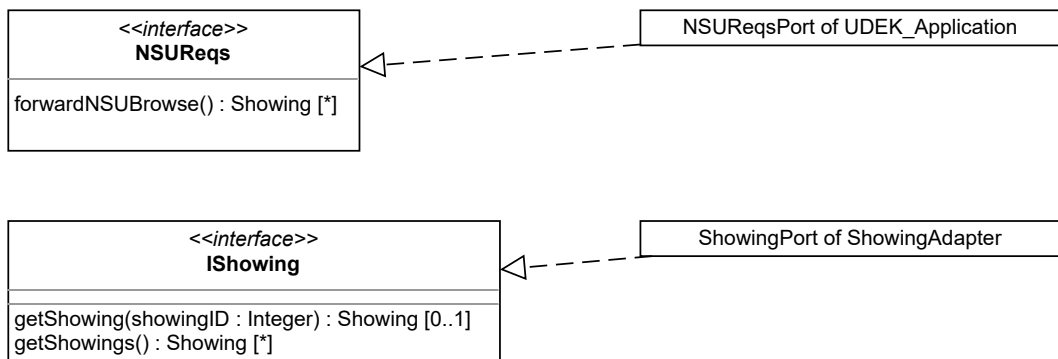 <<interface>>
NSUReqs
forwardNSUBrowse() : Showing [*]
NSUReqsPort of UDEK_Application
<<interface>>
IShowing
getShowing(showingID : Integer) : Showing [0..1]
getShowings() : Showing [*]
ShowingPort of ShowingAdapter